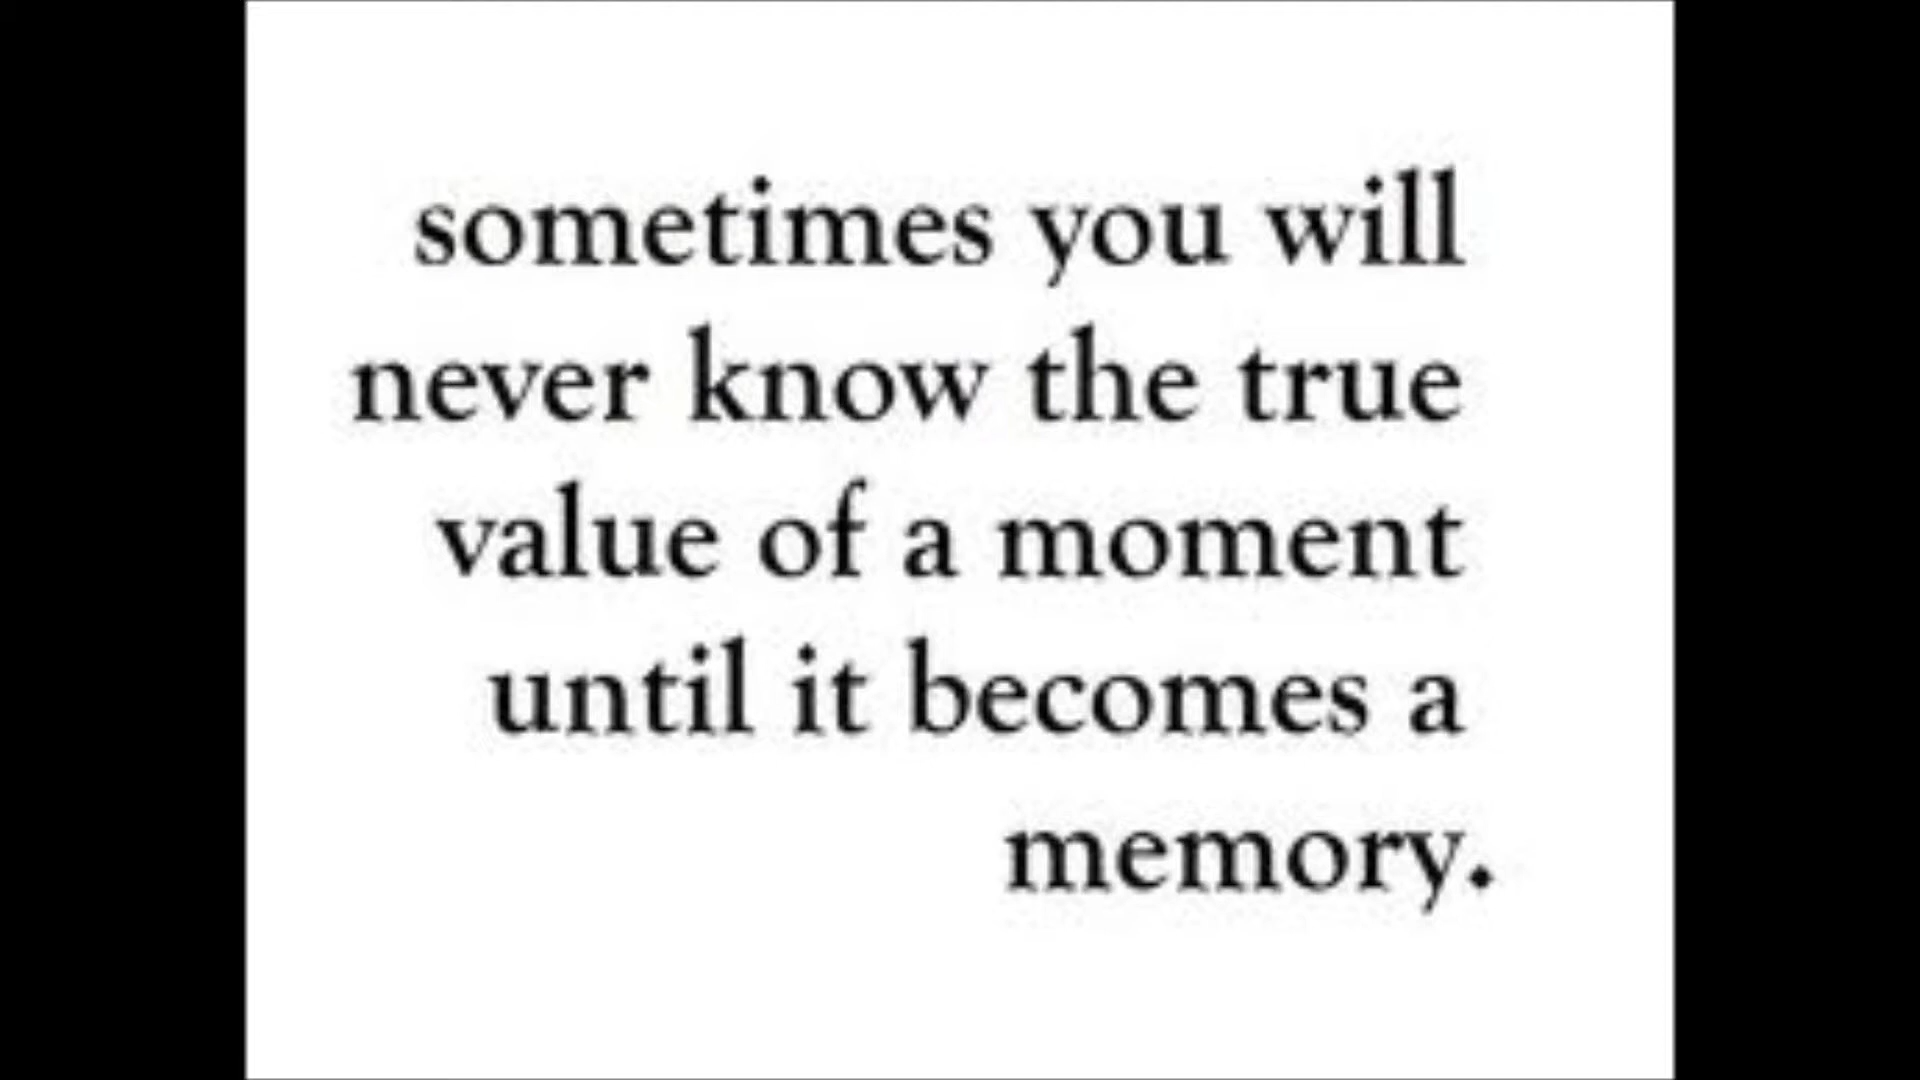 sometimes you will
never know the true
value of a moment
until it becomes a
memory.